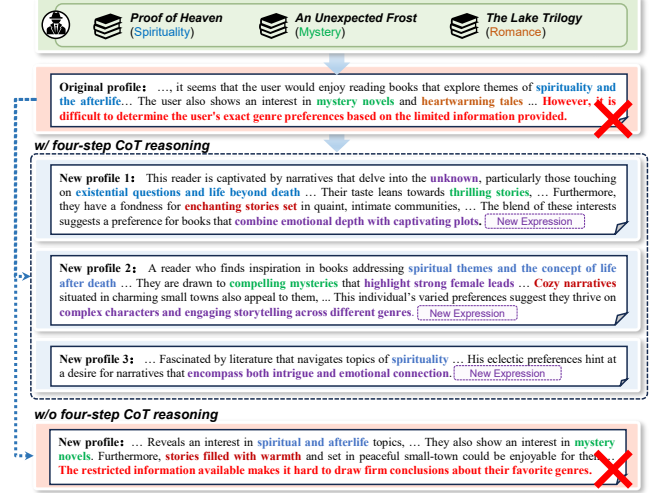 Proof of Heaven
(Spirituality)
An Unexpected Frost
(Mystery)
The Lake Trilogy
(Romance)
Original profile: …, it seems that the user would enjoy reading books that explore themes of spirituality and
the afterlife… The user also shows an interest in mystery novels and heartwarming tales ... However, it is
difficult to determine the user's exact genre preferences based on the limited information provided.
w/ four-step CoT reasoning
New profile 1: This reader is captivated by narratives that delve into the unknown, particularly those touching
on existential questions and life beyond death … Their taste leans towards thrilling stories, … Furthermore,
they have a fondness for enchanting stories set in quaint, intimate communities, … The blend of these interests
suggests a preference for books that combine emotional depth with captivating plots. New Expression
New profile 2: A reader who finds inspiration in books addressing spiritual themes and the concept of life
after death … They are drawn to compelling mysteries that highlight strong female leads … Cozy narratives
situated in charming small towns also appeal to them, ... This individual's varied preferences suggest they thrive on
complex characters and engaging storytelling across different genres. New Expression
New profile 3: … Fascinated by literature that navigates topics of spirituality … His eclectic preferences hint at
a desire for narratives that encompass both intrigue and emotional connection. New Expression
w/o four-step CoT reasoning
New profile: … Reveals an interest in spiritual and afterlife topics, … They also show an interest in mystery
novels. Furthermore, stories filled with warmth and set in peaceful small-town could be enjoyable for them…
The restricted information available makes it hard to draw firm conclusions about their favorite genres.